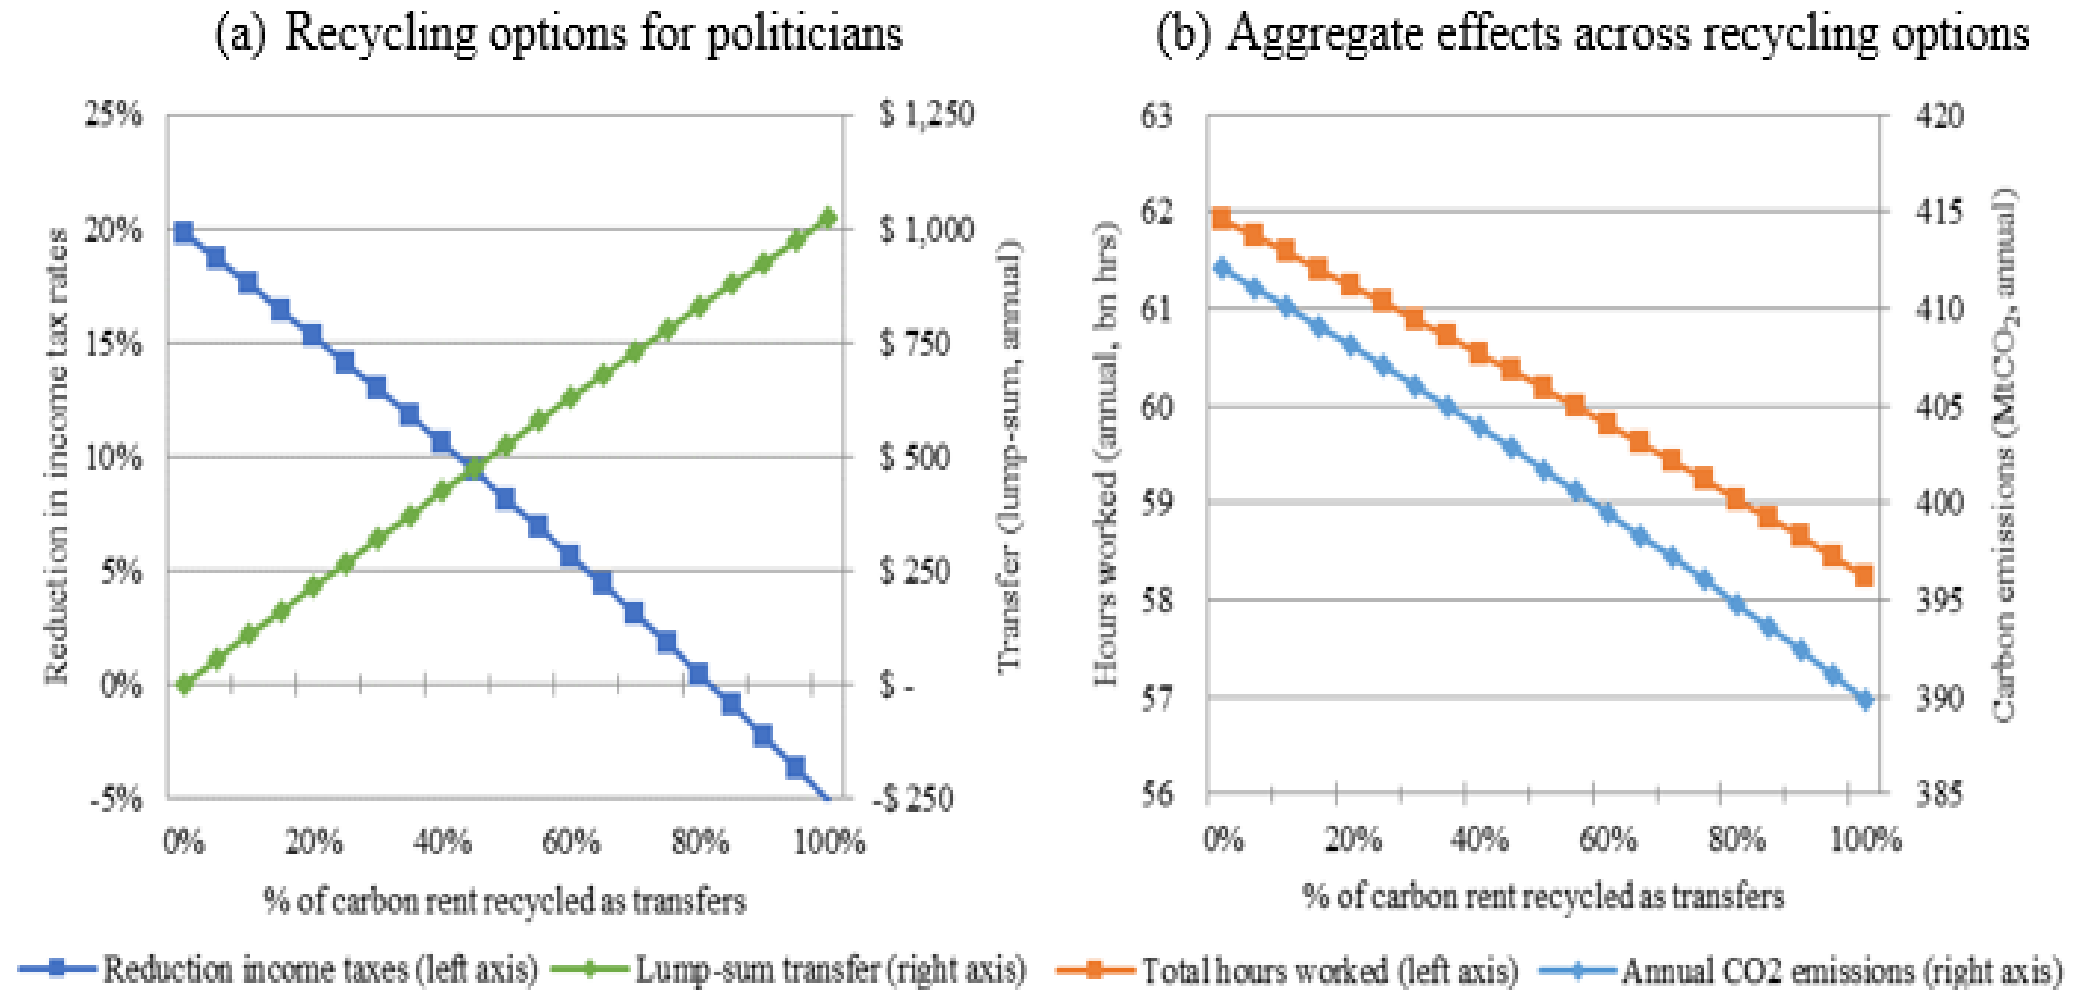 (a) Recycling options for politicians
25%
20%
15%
10%
5%
0%
-5%
$ 1,250
$ 1,000
$ 750
$ 500
$ 250
$ -
-$ 250
Reduction in income tax rates
Transfer (lump-sum, annual)
0% 20% 40% 60% 80% 100%
% of carbon rent recycled as transfers
(b) Aggregate effects across recycling options
63
62
61
60
59
58
57
56
420
415
410
405
400
395
390
385
Hours worked (annual, bn hrs)
Carbon emissions (MtCO2, annual)
0% 20% 40% 60% 80% 100%
% of carbon rent recycled as transfers
Reduction income taxes (left axis) Lump-sum transfer (right axis) Total hours worked (left axis) Annual CO2 emissions (right axis)